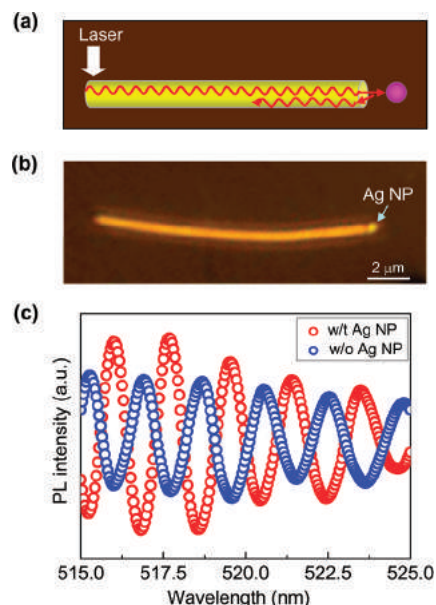 (a)
Laser
(b)
Ag NP
2 μm
(c)
w/t Ag NP
w/o Ag NP
PL intensity (a.u.)
515.0 517.5 520.0 522.5 525.0
Wavelength (nm)